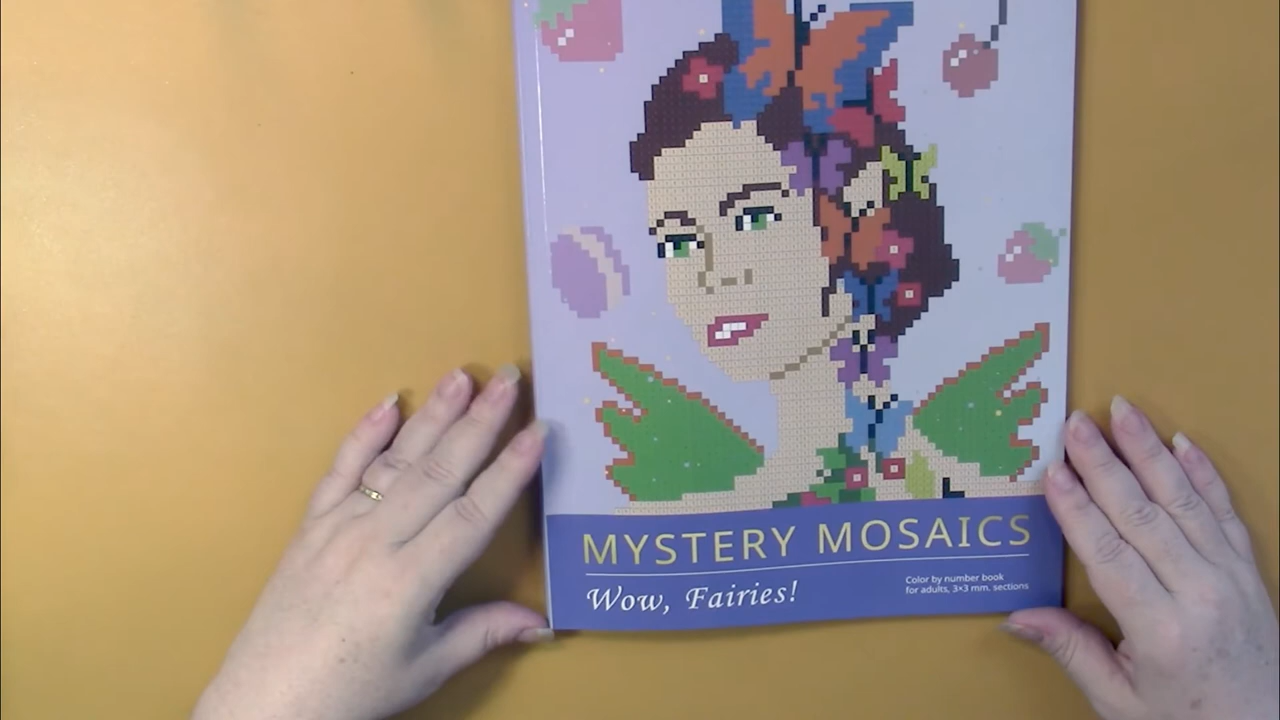 MYSTERY MOSAICS
Wow, Fairies!
Color by number book
for adults, 3×3 mm. sections